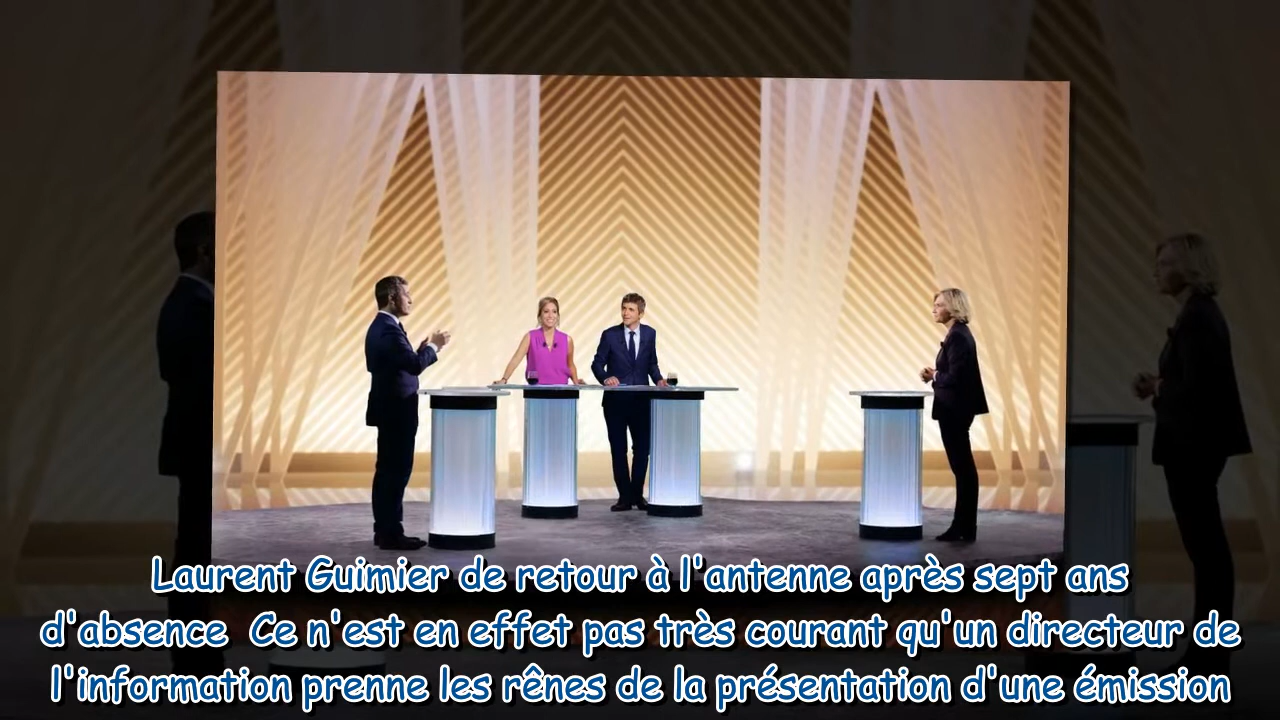 Laurent Guimier de retour à l'antenne après sept ans
d'absence  Ce n'est en effet pas très courant qu'un directeur de
l'information prenne les rênes de la présentation d'une émission